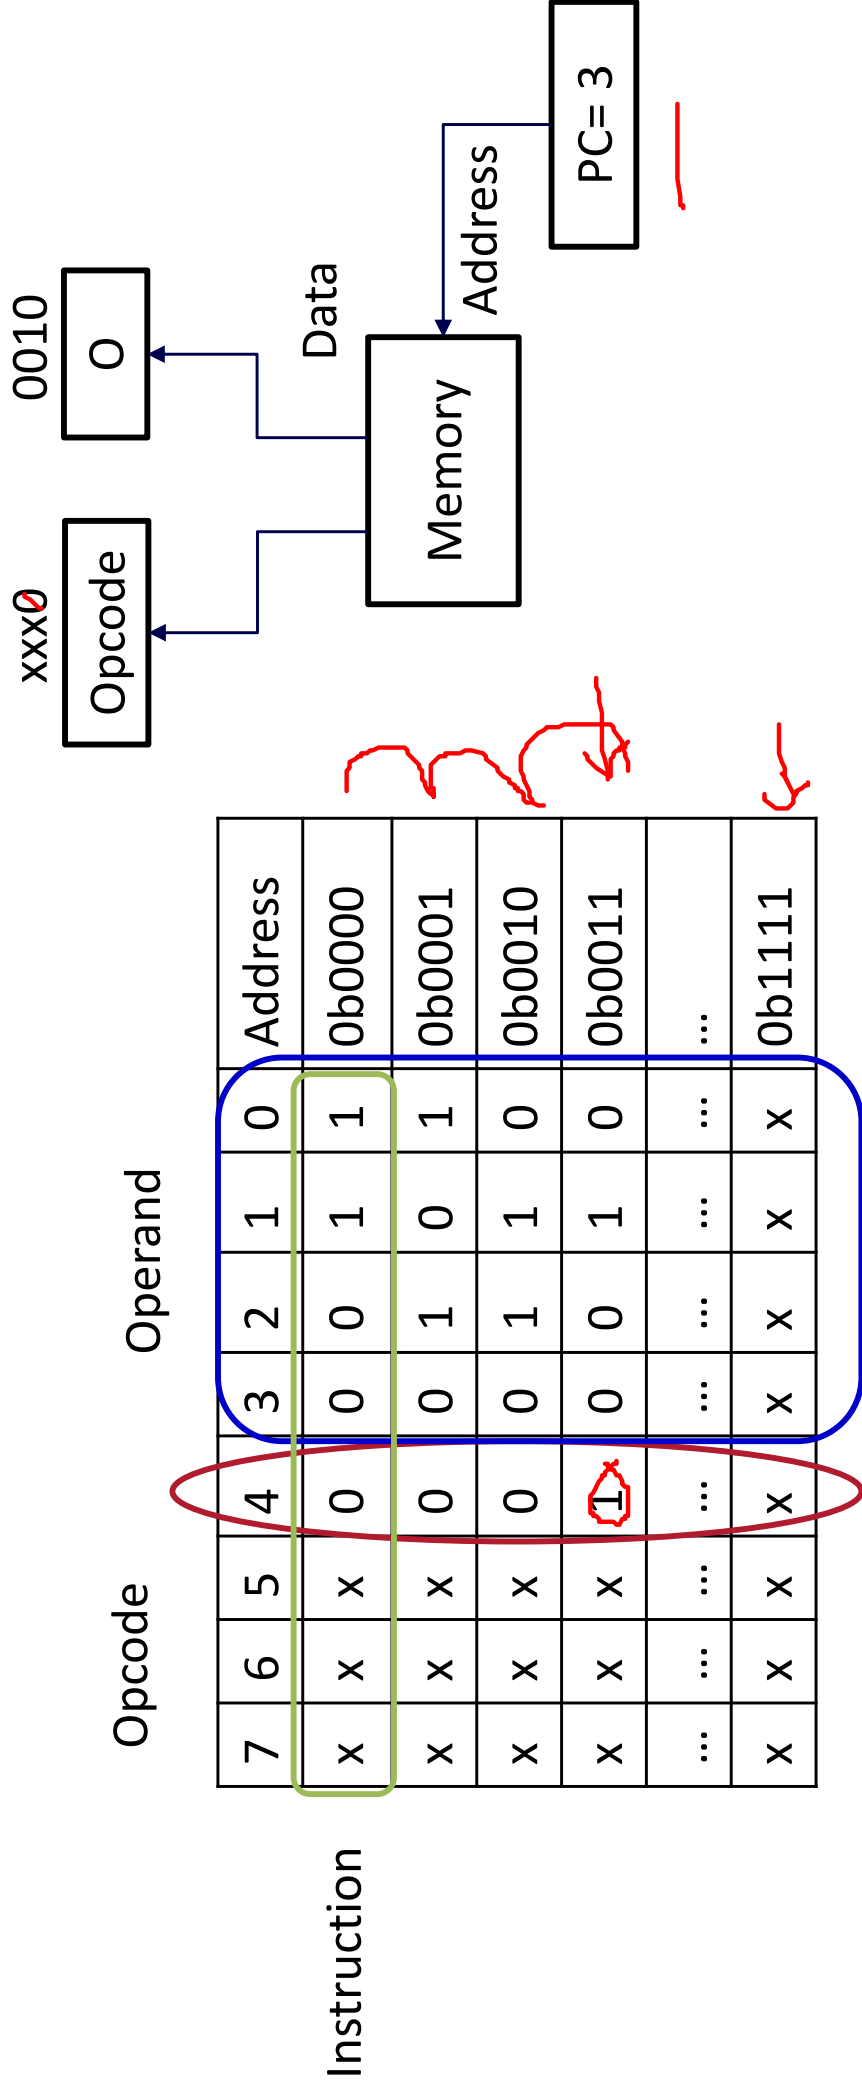 Opcode Operand
7 6 5 4 3 2 1 0 Address
Instruction x x x 0 0 0 1 1 0b0000
x x x 0 0 1 0 1 0b0001
x x x 0 0 1 1 0 0b0010
x x x 1 0 0 1 0 0b0011
... ... ... ... ... ... ... ... ...
x x x x x x x x 0b1111
xxx0 0010
Opcode O
Data
Memory
Address
PC= 3